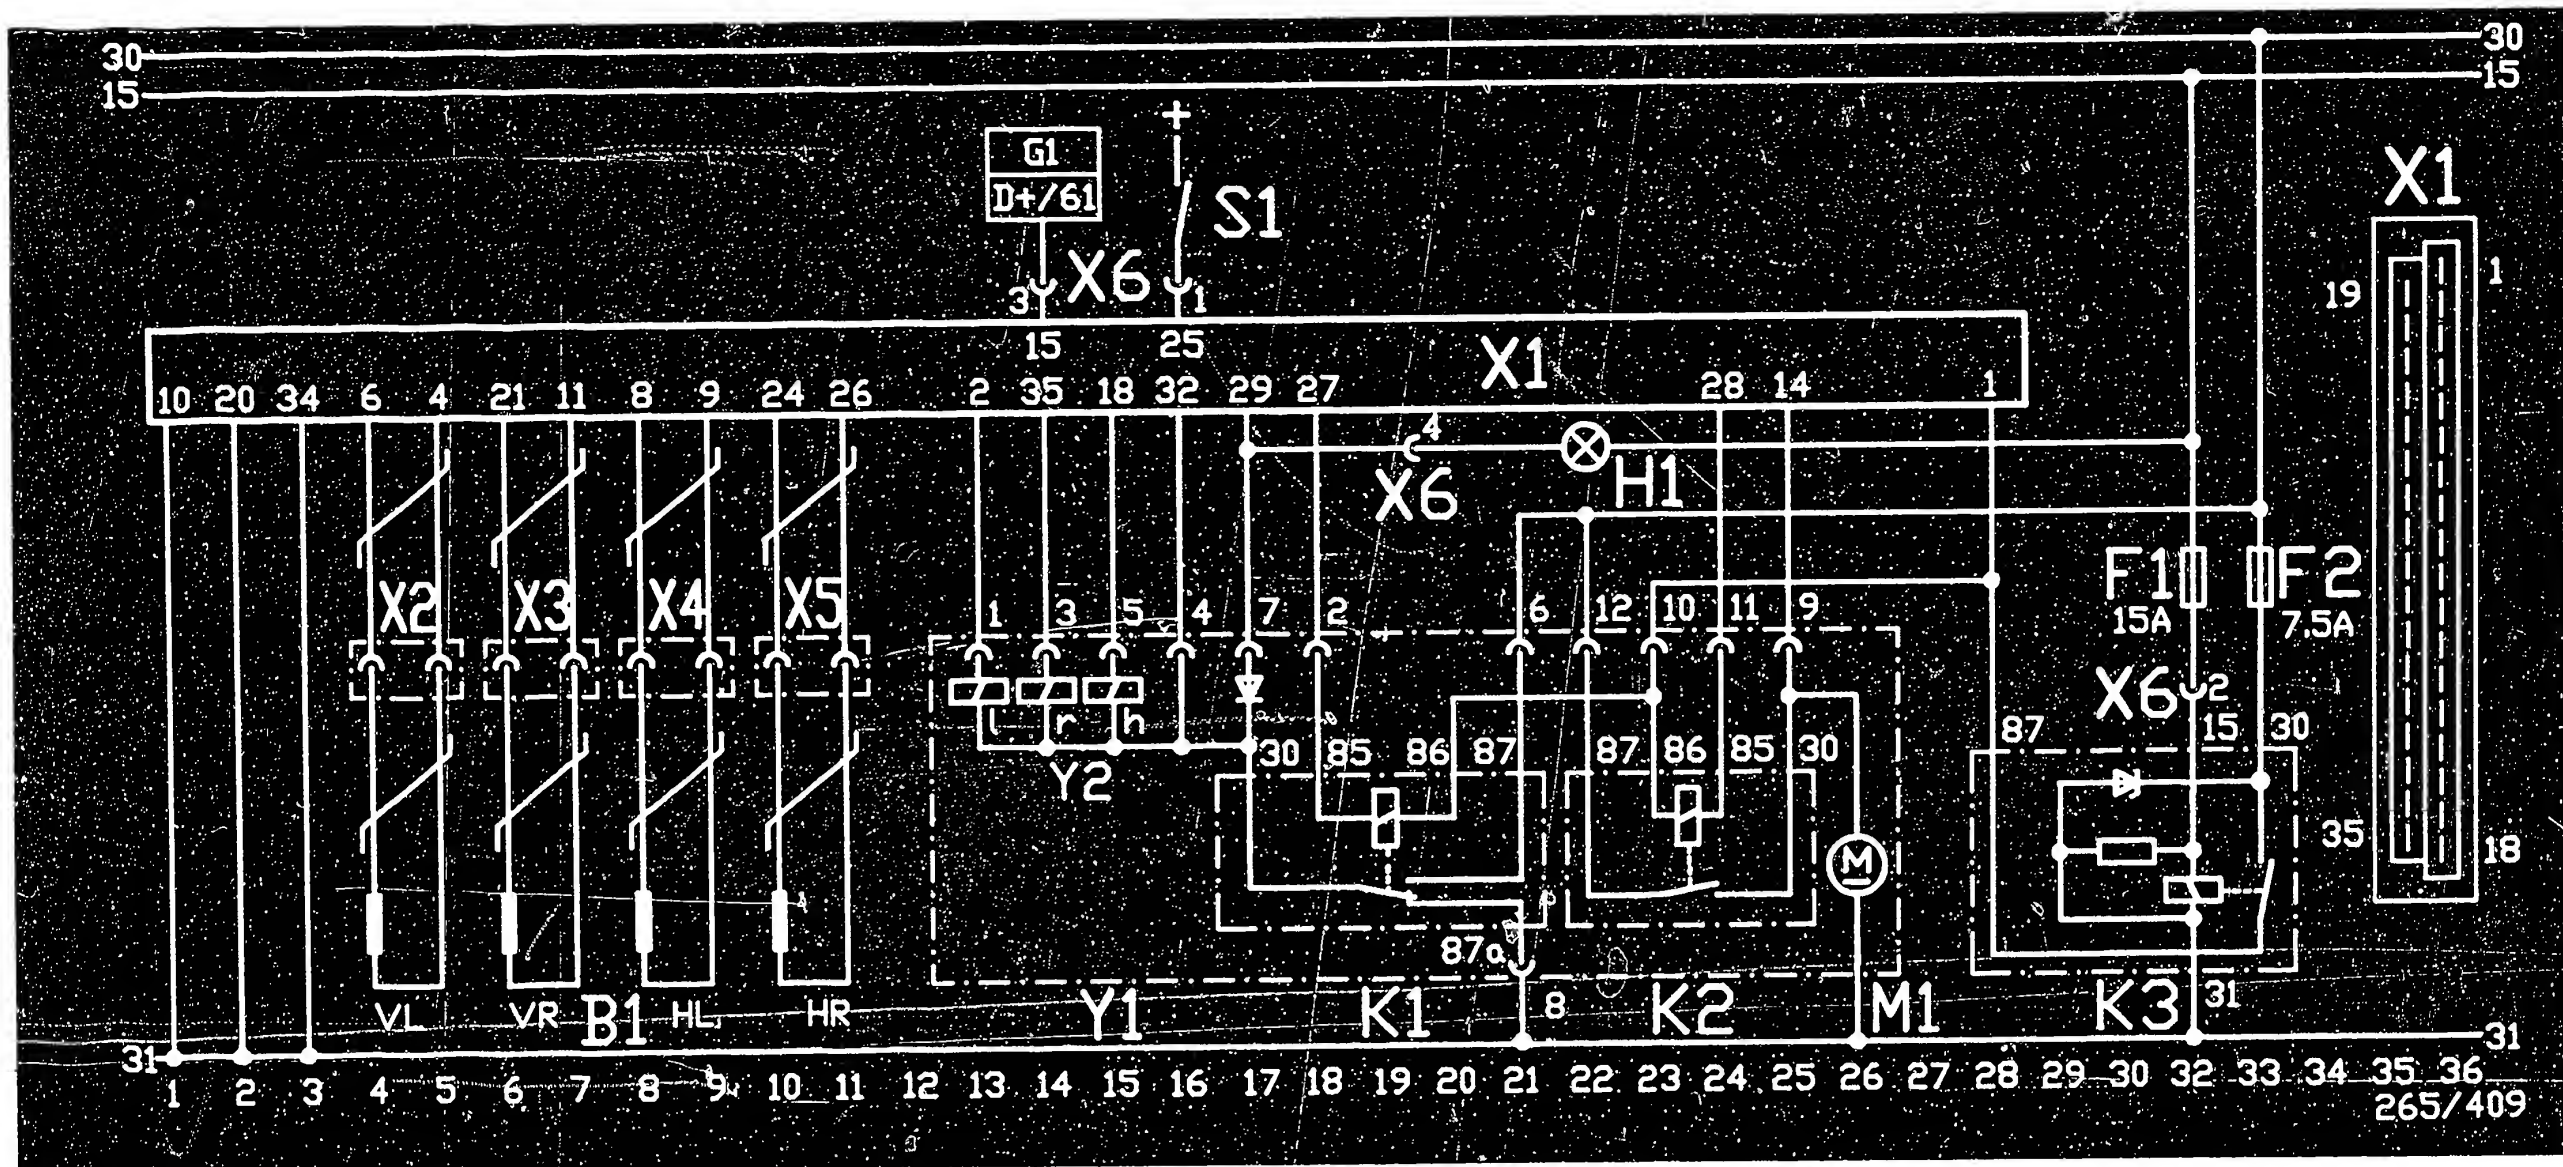 30 30
15 15
G1
D+/61
S1
X1
3 X6 1
19 1
15 25 X1
10 20 34 6 4 21 11 8 9 24 26 2 35 18 32 29 27 28 14 1
4
X6 H1
F1 F2
15A 7.5A
X2 X3 X4 X5
1 3 5 4 7 2 6 12 10 11 9
X6 2
l r h
87 15 30
Y2
30 85 86 87 87 86 85 30
35 18
M
87a
VL VR B1 HL HR Y1 K1 8 K2 M1 K3 31
31 31
1 2 3 4 5 6 7 8 9 10 11 12 13 14 15 16 17 18 19 20 21 22 23 24 25 26 27 28 29 30 32 33 34 35 36
265/409